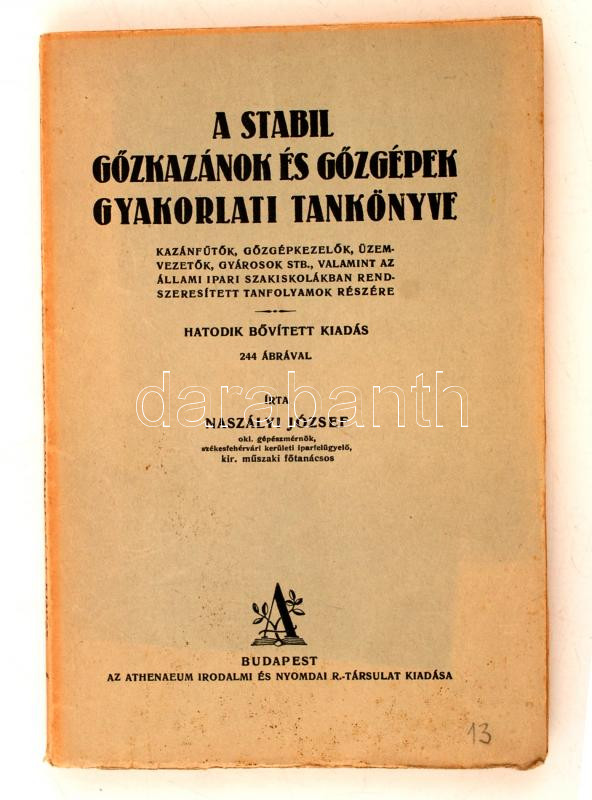 A STABIL
GŐZKAZÁNOK ÉS GŐZGÉPEK
GYAKORLATI TANKÖNYVE
KAZÁNFŰTŐK, GŐZGÉPKEZELŐK, ÜZEM-
VEZETŐK, GYÁROSOK STB., VALAMINT AZ
ÁLLAMI IPARI SZAKISKOLÁKBAN REND-
SZERESÍTETT TANFOLYAMOK RÉSZÉRE
HATODIK BŐVÍTETT KIADÁS
244 ÁBRÁVAL
ÍRTA
darabanth
NASZÁLYI JÓZSEF
okl. gépészmérnök,
székesfehérvári kerületi iparfelügyelő,
kir. műszaki főtanácsos
A
BUDAPEST
AZ ATHENAEUM IRODALMI ÉS NYOMDAI R.-TÁRSULAT KIADÁSA
13